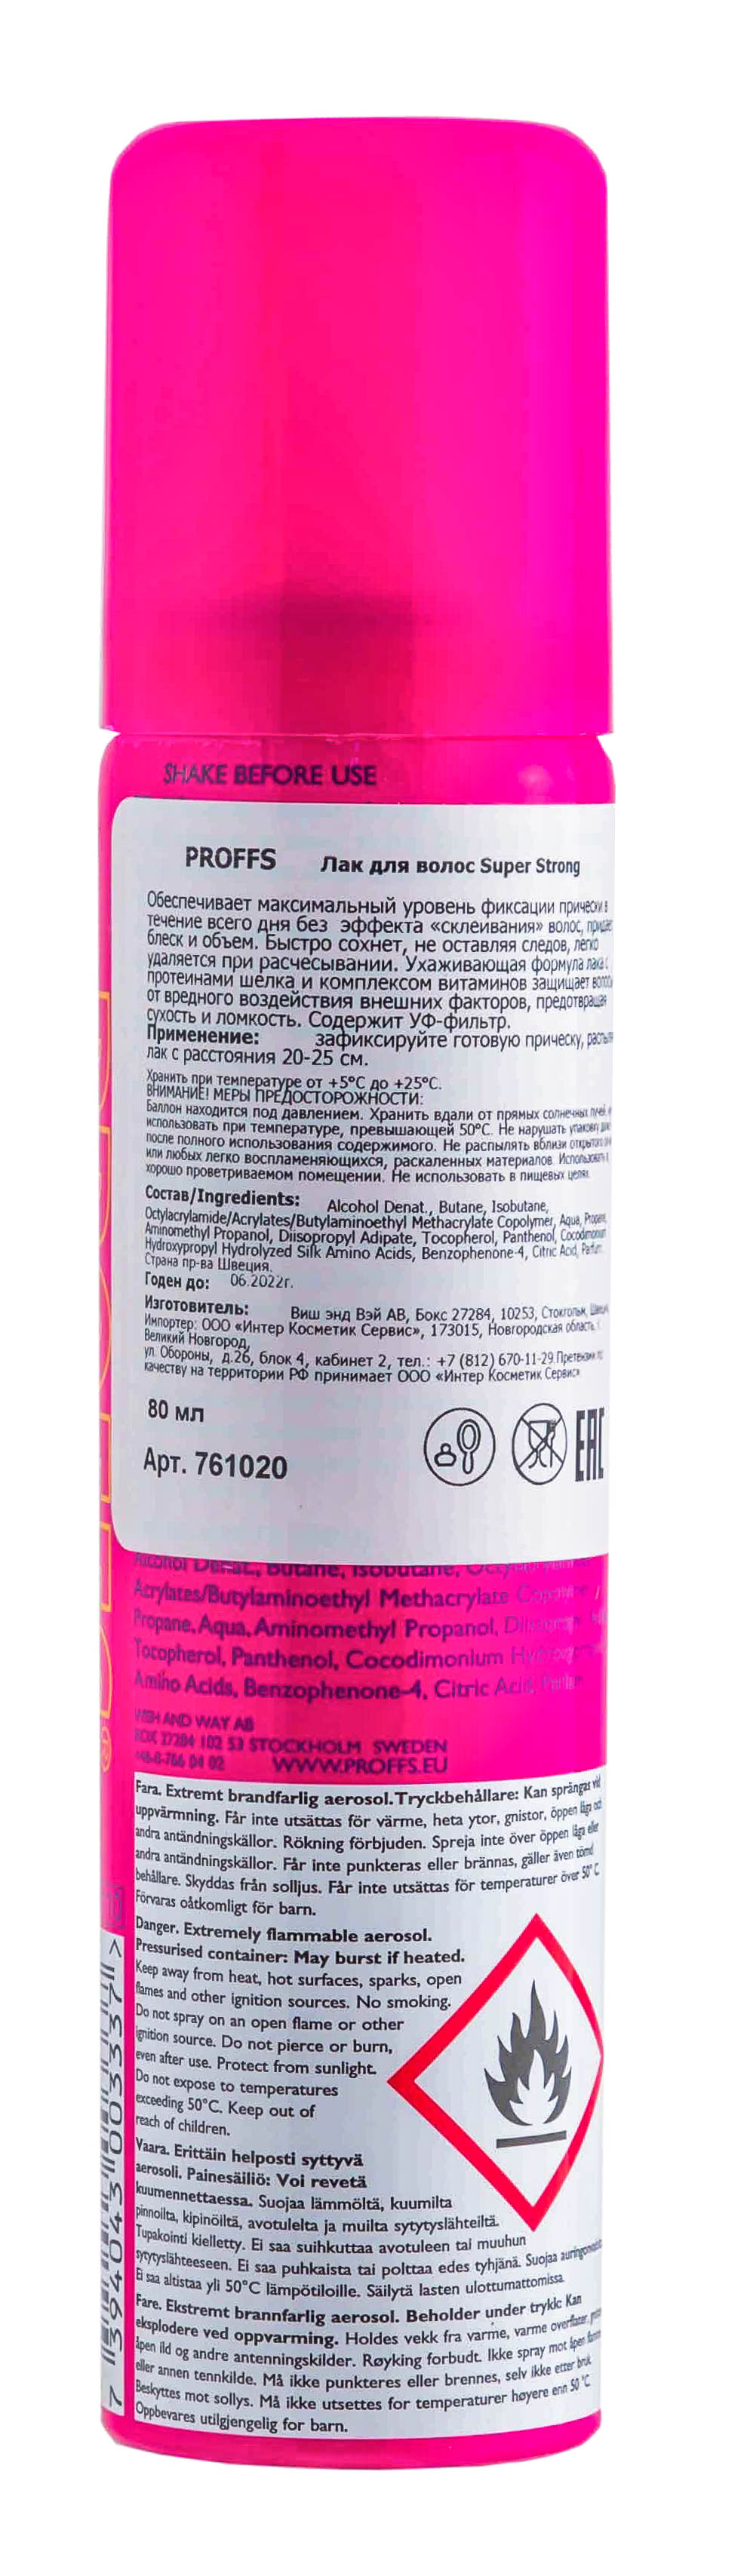 SHAKE BEFORE USE
PROFFS Лак для волос Super Strong
Обеспечивает максимальный уровень фиксации прически в
течение всего дня без эффекта «склеивания» волос, придает
блеск и объем. Быстро сохнет, не оставляя следов, легко
удаляется при расчесывании. Ухаживающая формула лака с
протеинами шелка и комплексом витаминов защищает волосы
от вредного воздействия внешних факторов, предотвращая
сухость и ломкость. Содержит УФ-фильтр.
Применение: зафиксируйте готовую прическу,
лак с расстояния 20-25 см.
Хранить при температуре от +5°C до +25°C.
ВНИМАНИЕ! МЕРЫ ПРЕДОСТОРОЖНОСТИ:
Баллон находится под давлением. Хранить вдали от прямых солнечных лучей,
использовать при температуре, превышающей 50°C. Не нарушать упаковку
после полного использования содержимого. Не распылять вблизи открытого
или любых легко воспламеняющихся, раскаленных материалов. Использовать в
хорошо проветриваемом помещении. Не использовать в пищевых целях.
Состав/Ingredients: Alcohol Denat., Butane, Isobutane,
Octylacrylamide/Acrylates/Butylaminoethyl Methacrylate Copolymer, Aqua, Propane,
Aminomethyl Propanol, Diisopropyl Adipate, Tocopherol, Panthenol, Cocodimonium
Hydroxypropyl Hydrolyzed Silk Amino Acids, Benzophenone-4, Citric Acid, Parfum.
Страна пр-ва Швеция.
Годен до: 06.2022г.
Изготовитель: Виш энд Вэй АВ, Бокс 27284, 10253, Стокгольм, Швеция
Импортер: ООО «Интер Косметик Сервис», 173015, Новгородская область, г.
Великий Новгород,
ул. Обороны, д.26, блок 4, кабинет 2, тел.: +7 (812) 670-11-29.Претензии по
качеству на территории РФ принимает ООО «Интер Косметик Сервис»
80 мл
Арт. 761020
EAC
Alcohol Denat., Butane, Isobutane,
Acrylates/Butylaminoethyl Methacrylate Copolymer
Propane, Aqua, Aminomethyl Propanol,
Tocopherol, Panthenol, Cocodimonium
Amino Acids, Benzophenone-4, Citric Acid, Parfum
WISH AND WAY AB
BOX 27284 102 53 STOCKHOLM SWEDEN
+46-8-766 04 02 WWW.PROFFS.EU
Fara. Extremt brandfarlig aerosol. Tryckbehållare: Kan sprängas vid
uppvärmning. Får inte utsättas för värme, heta ytor, gnistor, öppen låga och
andra antändningskällor. Rökning förbjuden. Spreja inte över öppen låga eller
andra antändningskällor. Får inte punkteras eller brännas, gäller även tömd
behållare. Skyddas från solljus. Får inte utsättas för temperaturer över 50° C
Förvaras oåtkomligt för barn.
Danger. Extremely flammable aerosol.
Pressurised container: May burst if heated.
Keep away from heat, hot surfaces, sparks, open
flames and other ignition sources. No smoking.
Do not spray on an open flame or other
ignition source. Do not pierce or burn,
even after use. Protect from sunlight.
Do not expose to temperatures
exceeding 50°C. Keep out of
reach of children.
Vaara. Erittäin helposti syttyvä
aerosoli. Painesäiliö: Voi revetä
kuumennettaessa. Suojaa lämmöltä, kuumilta
pinnoilta, kipinöiltä, avotulelta ja muilta sytytyslähteiltä.
Tupakointi kielletty. Ei saa suihkuttaa avotuleen tai muuhun
sytytyslähteeseen. Ei saa puhkaista tai polttaa edes tyhjänä. Suojaa
Ei saa altistaa yli 50°C lämpötiloille. Säilytä lasten ulottumattomissa.
Fare. Ekstremt brannfarlig aerosol. Beholder under trykk: Kan
eksplodere ved oppvarming. Holdes vekk fra varme, varme overflater,
åpen ild og andre antenningskilder. Røyking forbudt. Ikke spray mot åpen flamme
eller annen tennkilde. Må ikke punkteres eller brennes, selv ikke etter bruk.
Beskyttes mot sollys. Må ikke utsettes for temperaturer høyere enn 50 °C
Oppbevares utilgjengelig for barn.
7 394043 003337 >